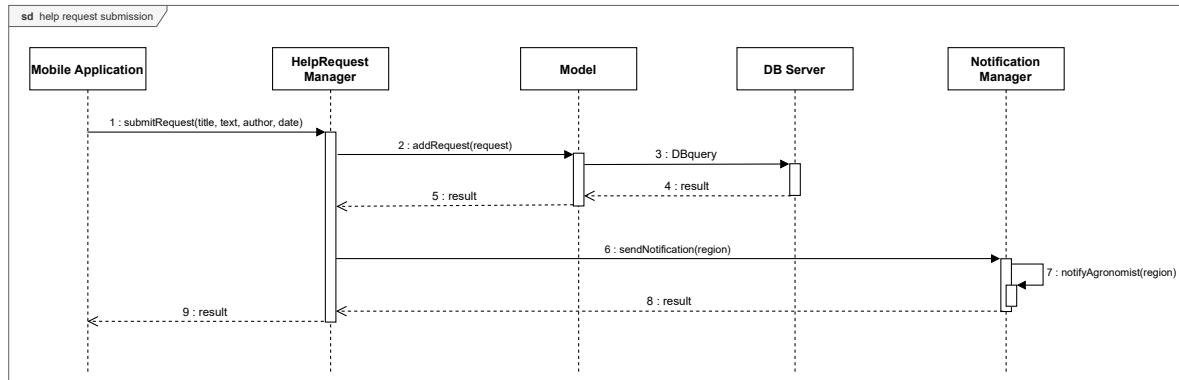 sd help request submission
Mobile Application
HelpRequest
Manager
Model
DB Server
Notification
Manager
1 : submitRequest(title, text, author, date)
2 : addRequest(request)
3 : DBquery
4 : result
5 : result
6 : sendNotification(region)
7 : notifyAgronomist(region)
8 : result
9 : result